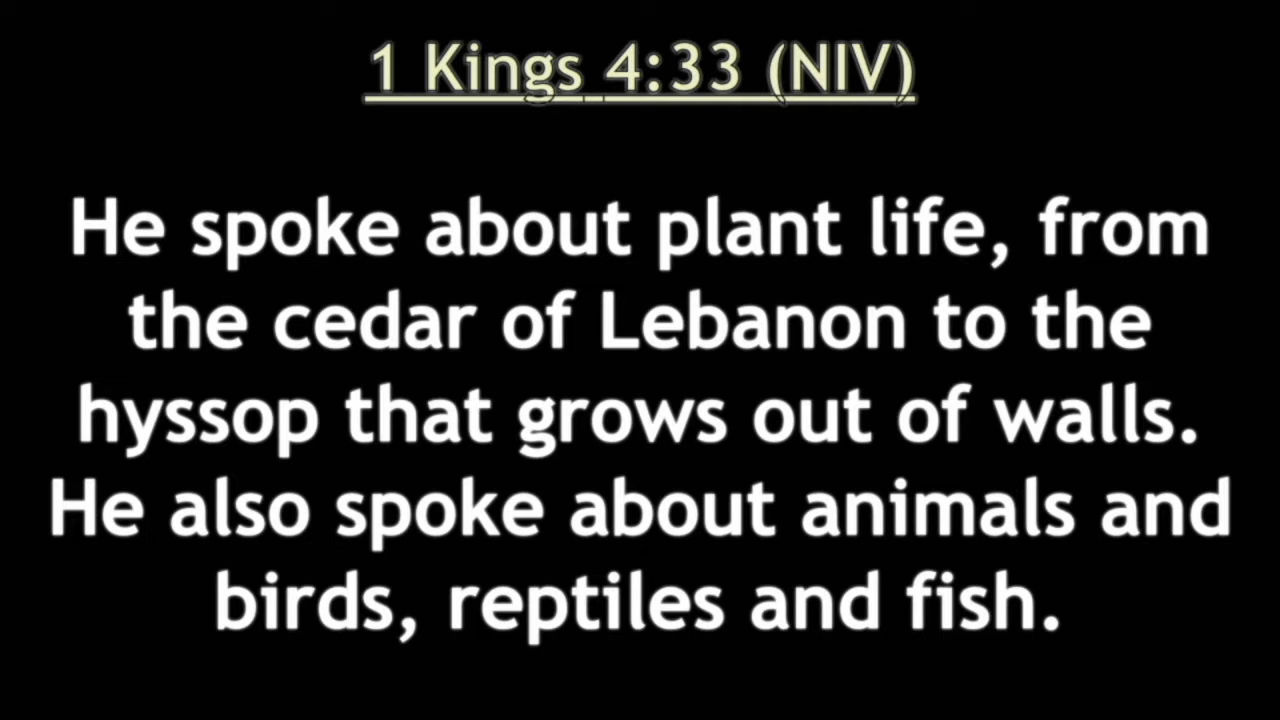 1 Kings 4:33 (NIV)
He spoke about plant life, from
the cedar of Lebanon to the
hyssop that grows out of walls.
He also spoke about animals and
birds, reptiles and fish.